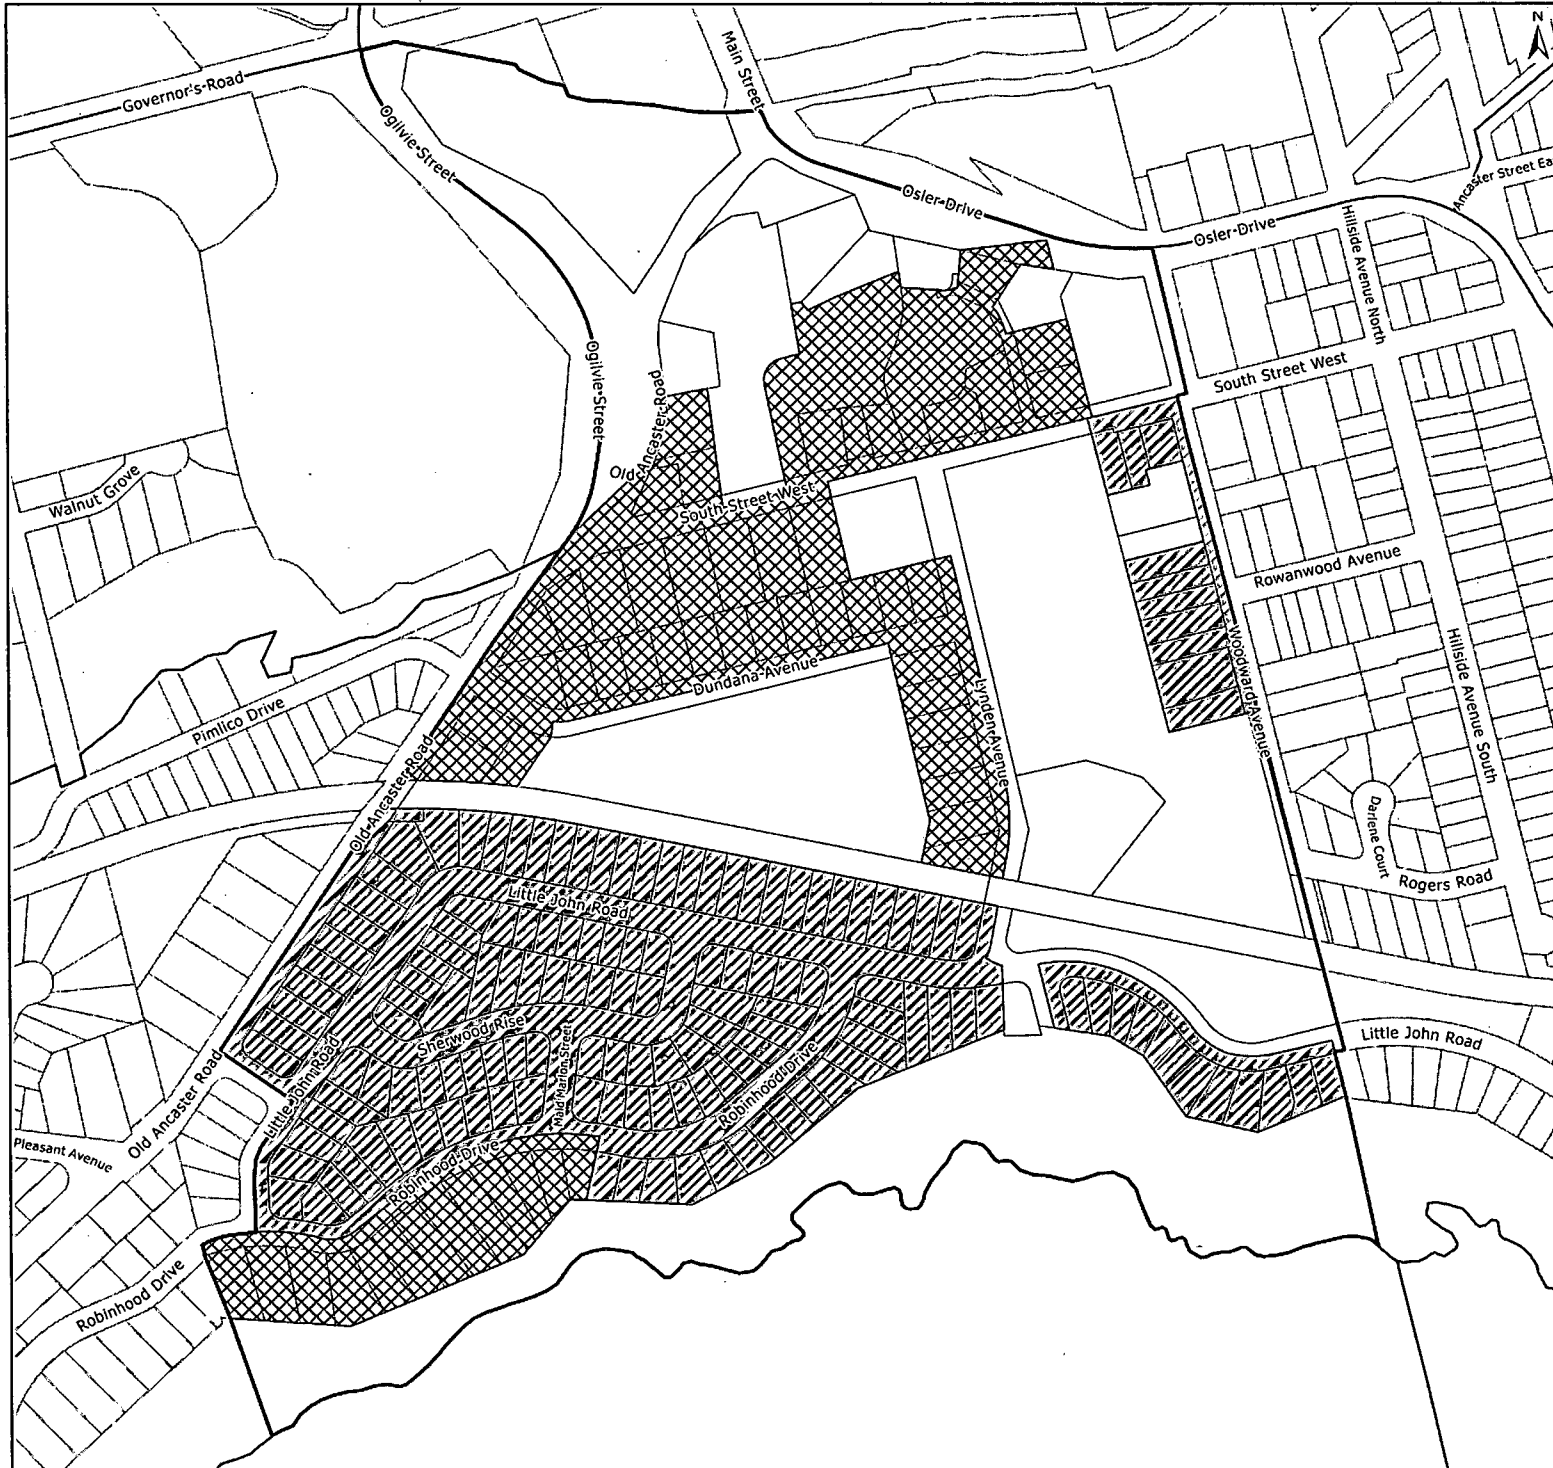 N
Main Street
Governor's Road
Ogilvie Street
Ancaster Street Ea
Osler Drive
Osler Drive
Hillside Avenue North
Ogilvie Street
South Street West
Old Ancaster Road
Walnut Grove
South Street West
Rowanwood Avenue
Woodward Avenue
Hillside Avenue South
Dundana Avenue
Lynden Avenue
Pimlico Drive
Old Ancaster Road
Darlene Court
Rogers Road
Little John Road
Sherwood Rise
Little John Road
Maid Marion Street
Robinhood Drive
Little John Road
Old Ancaster Road
Pleasant Avenue
Robinhood Drive
Robinhood Drive